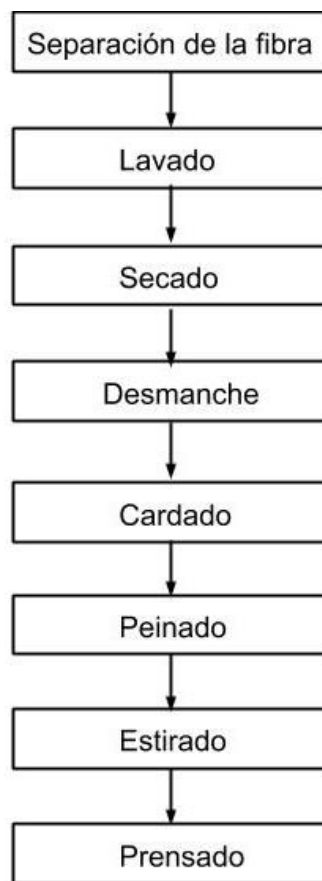 Separación de la fibra
Lavado
Secado
Desmanche
Cardado
Peinado
Estirado
Prensado